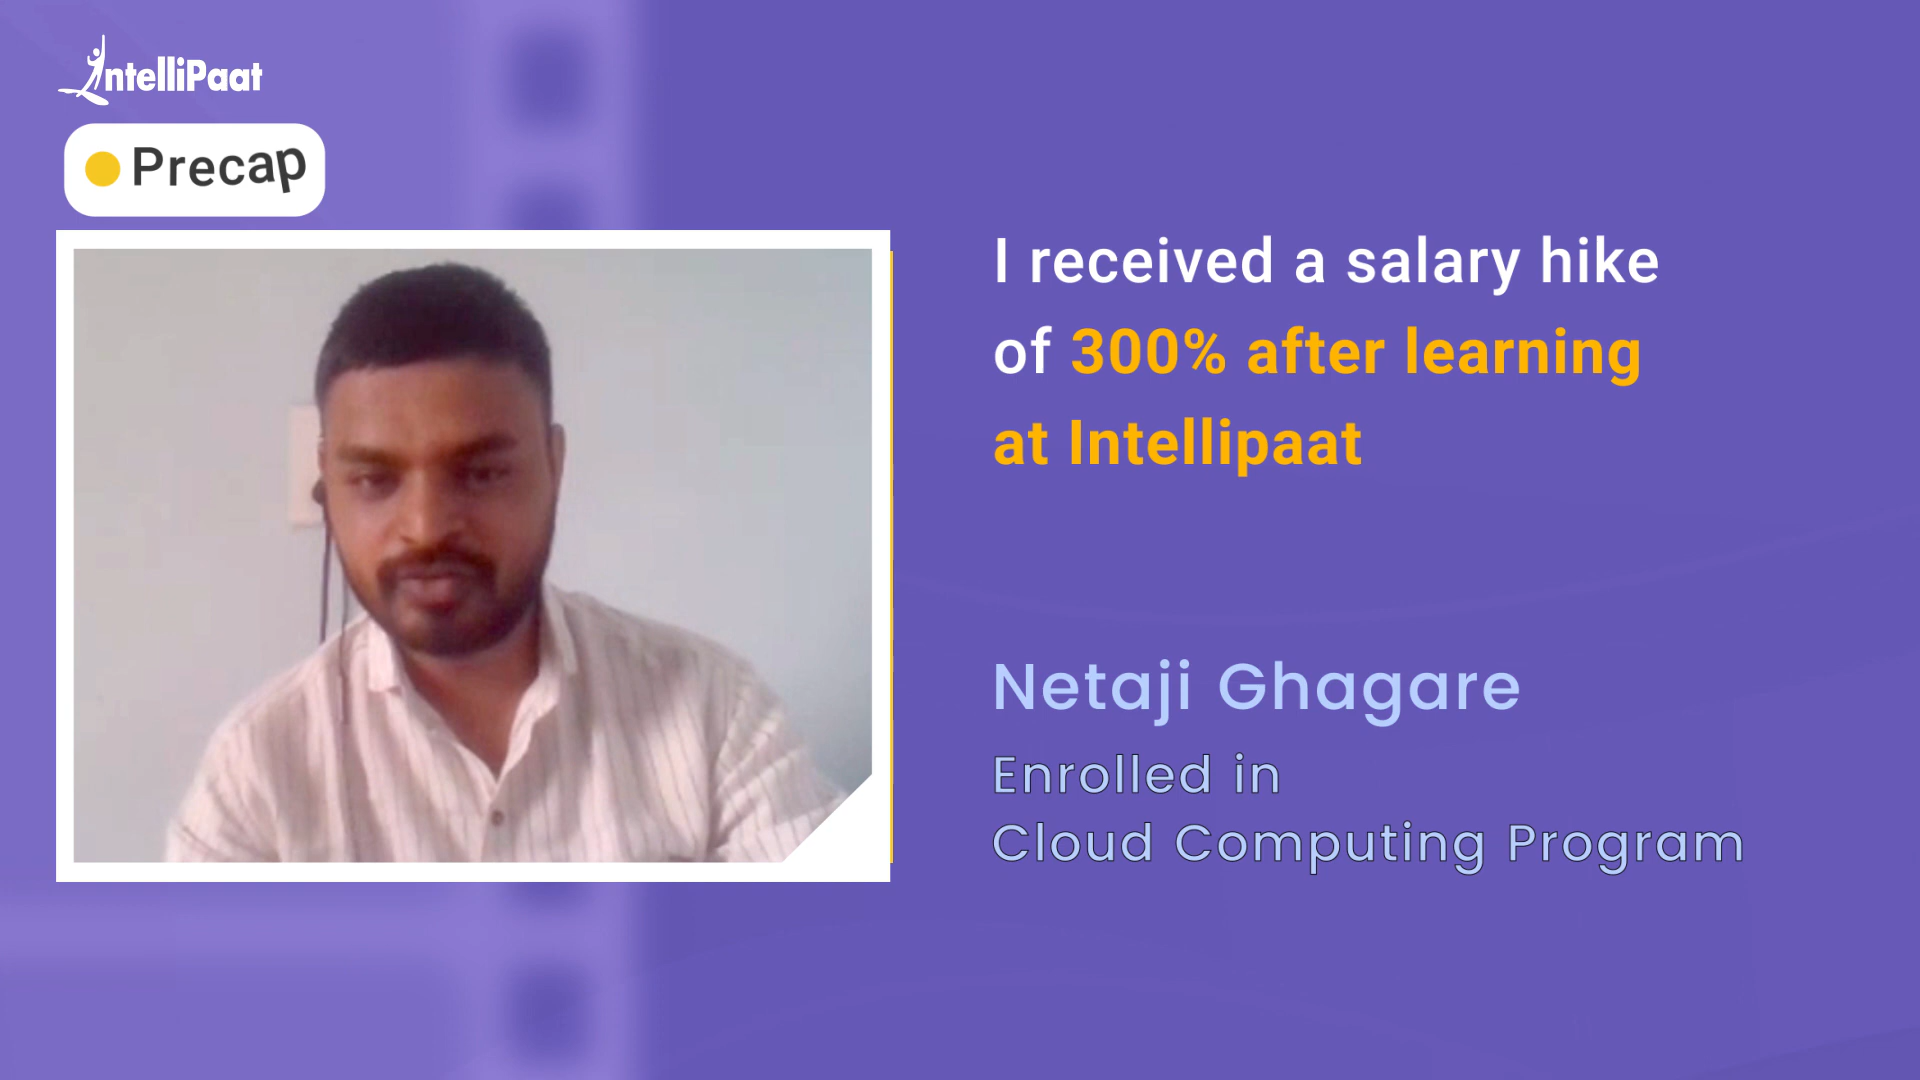 IntelliPaat
Precap
I received a salary hike
of 300% after learning
at Intellipaat
Netaji Ghagare
Enrolled in
Cloud Computing Program